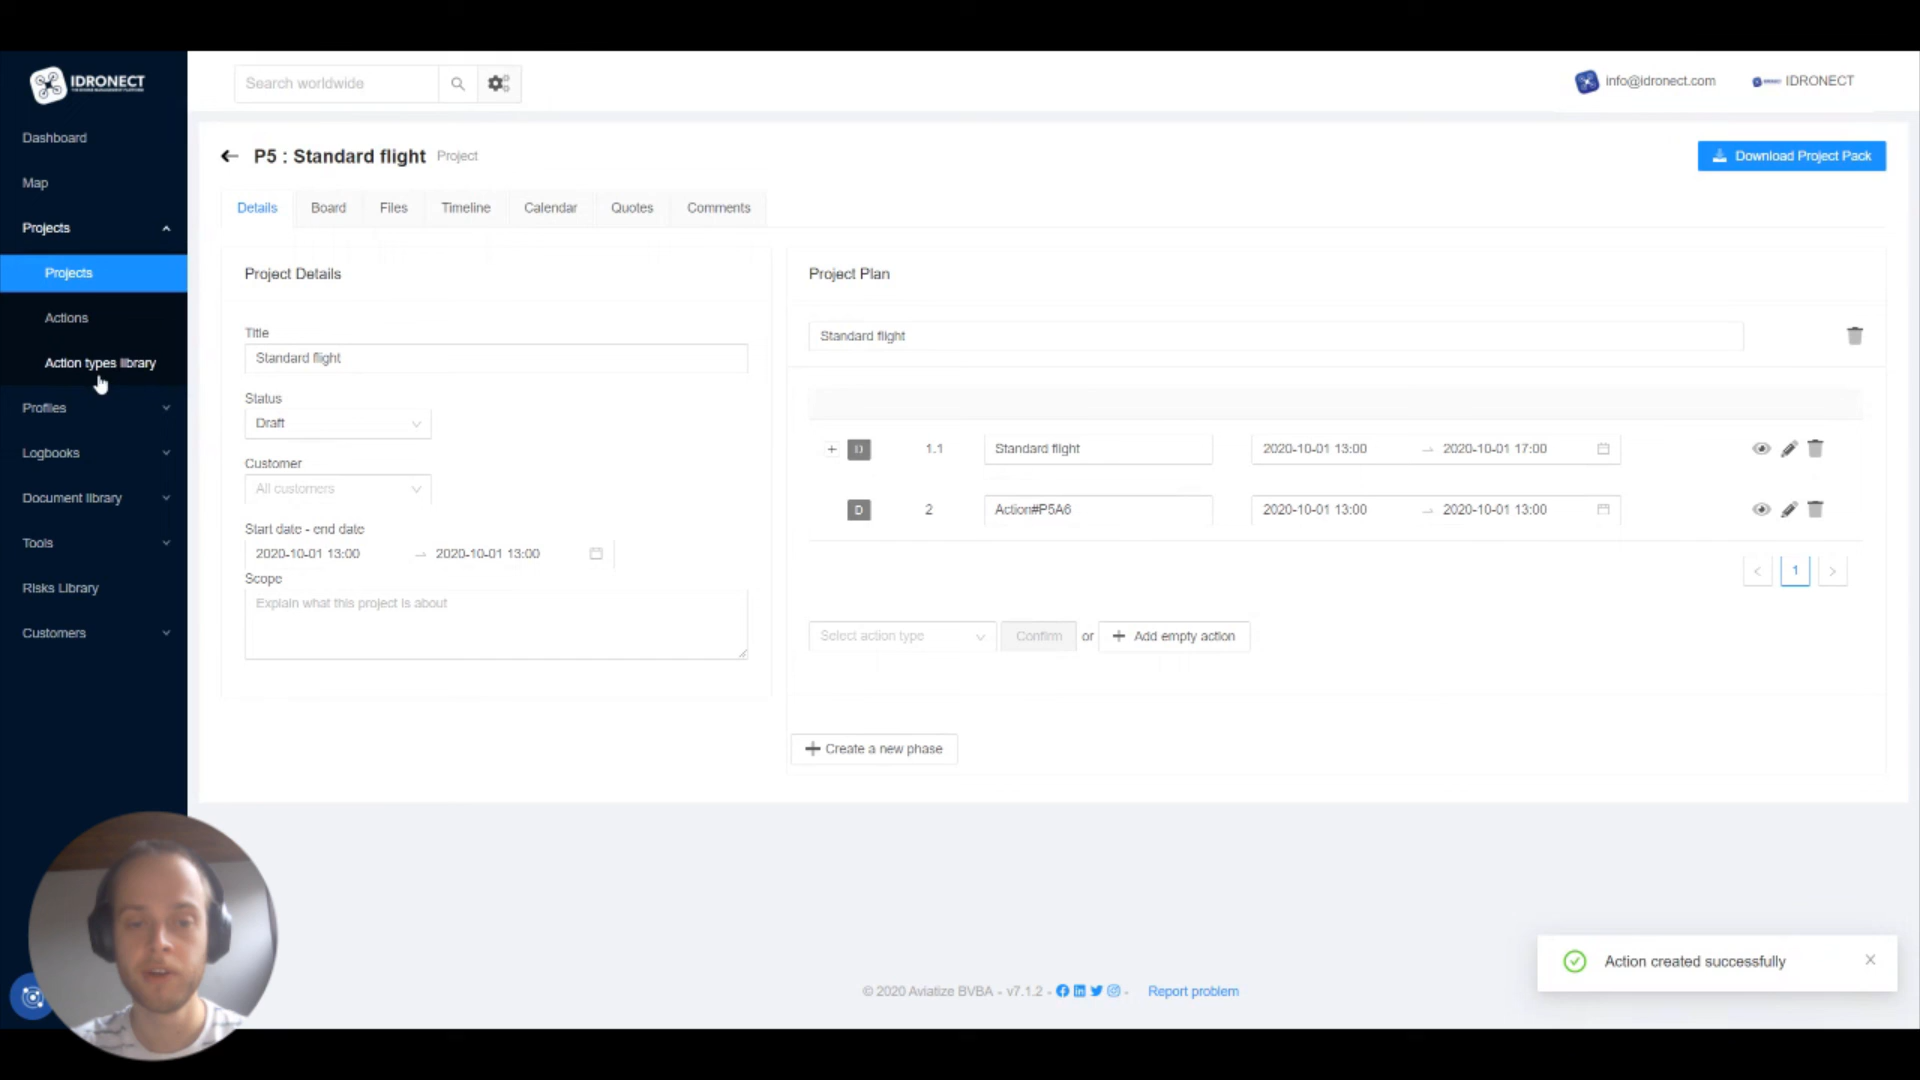 IDRONECT
Search worldwide
info@idronect.com
IDRONECT
Dashboard
Map
Projects
Projects
Actions
Action types library
Profiles
Logbooks
Document library
Tools
Risks Library
Customers
P5 : Standard flight Project
Download Project Pack
Details
Board
Files
Timeline
Calendar
Quotes
Comments
Project Details
Title
Standard flight
Status
Draft
Customer
All customers
Start date - end date
2020-10-01 13:00 → 2020-10-01 13:00
Scope
Explain what this project is about
Project Plan
Standard flight
+ D 1.1 Standard flight 2020-10-01 13:00 → 2020-10-01 17:00
D 2 Action#P5A6 2020-10-01 13:00 → 2020-10-01 13:00
< 1 >
Select action type Confirm or + Add empty action
+ Create a new phase
Action created successfully
© 2020 Aviatize BVBA - v7.1.2 - - Report problem